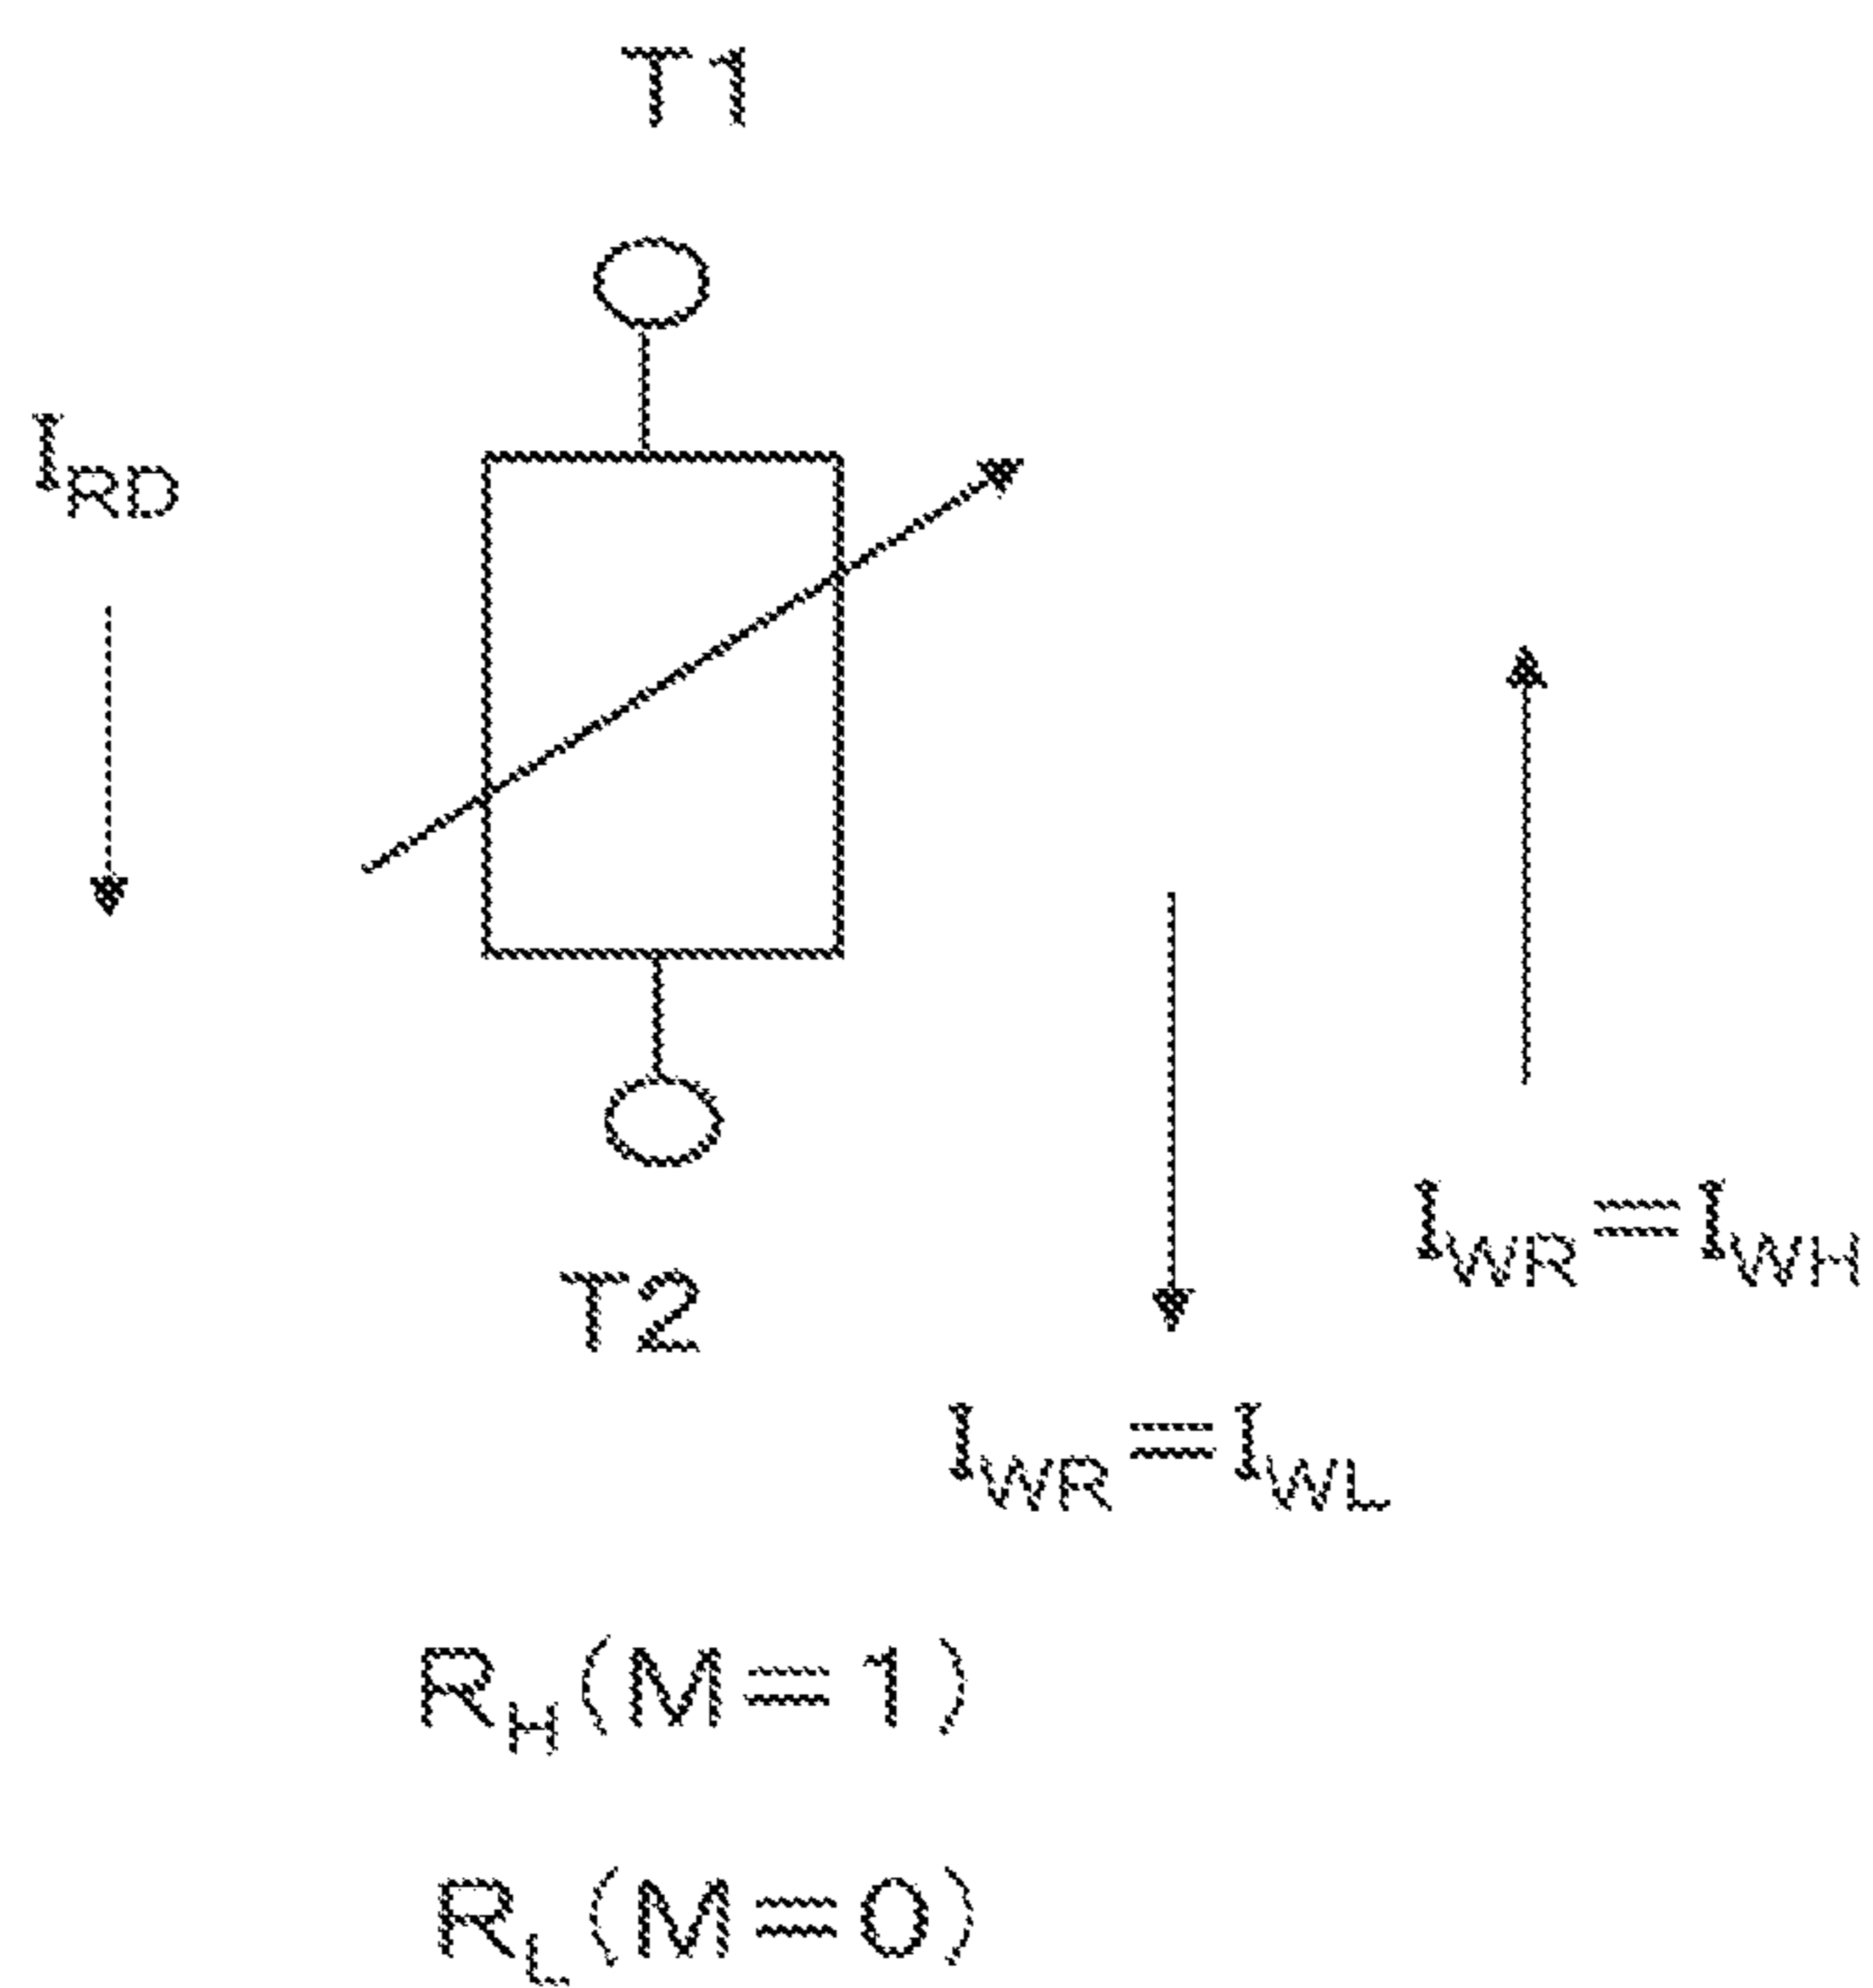 T1
I_RD
I_WR=I_WH
T2
I_WR=I_WL
R_H(M=1)
R_L(M=0)